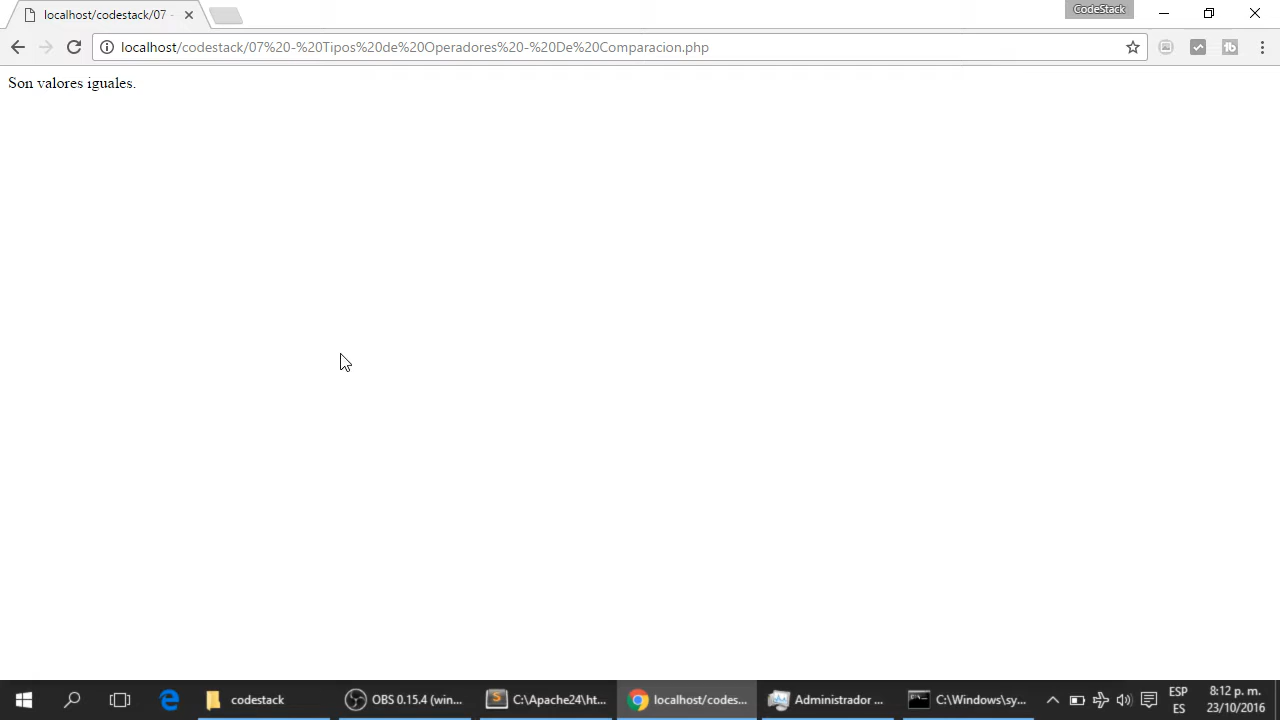 localhost/codestack/07 -
CodeStack
localhost/codestack/07%20-%20Tipos%20de%20Operadores%20-%20De%20Comparacion.php
Son valores iguales.
codestack
OBS 0.15.4 (win...
C:\Apache24\ht...
localhost/codes...
Administrador ...
C:\Windows\sy...
ESP
ES
8:12 p. m.
23/10/2016